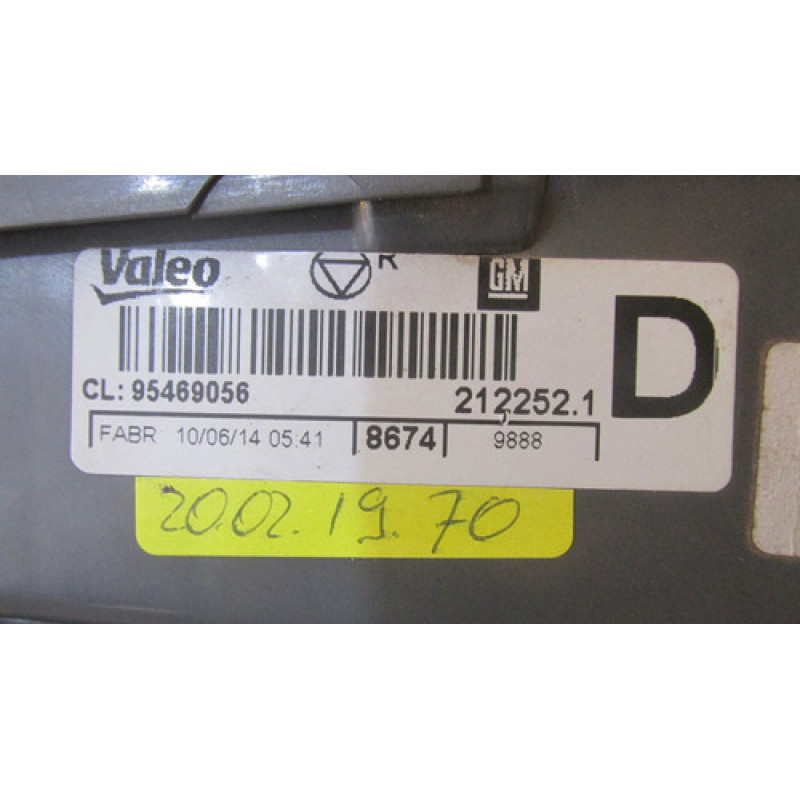 Valeo R GM
D
CL: 95469056 212252.1
FABR 10/06/14 05:41 8674 9888
20.02.19. 70